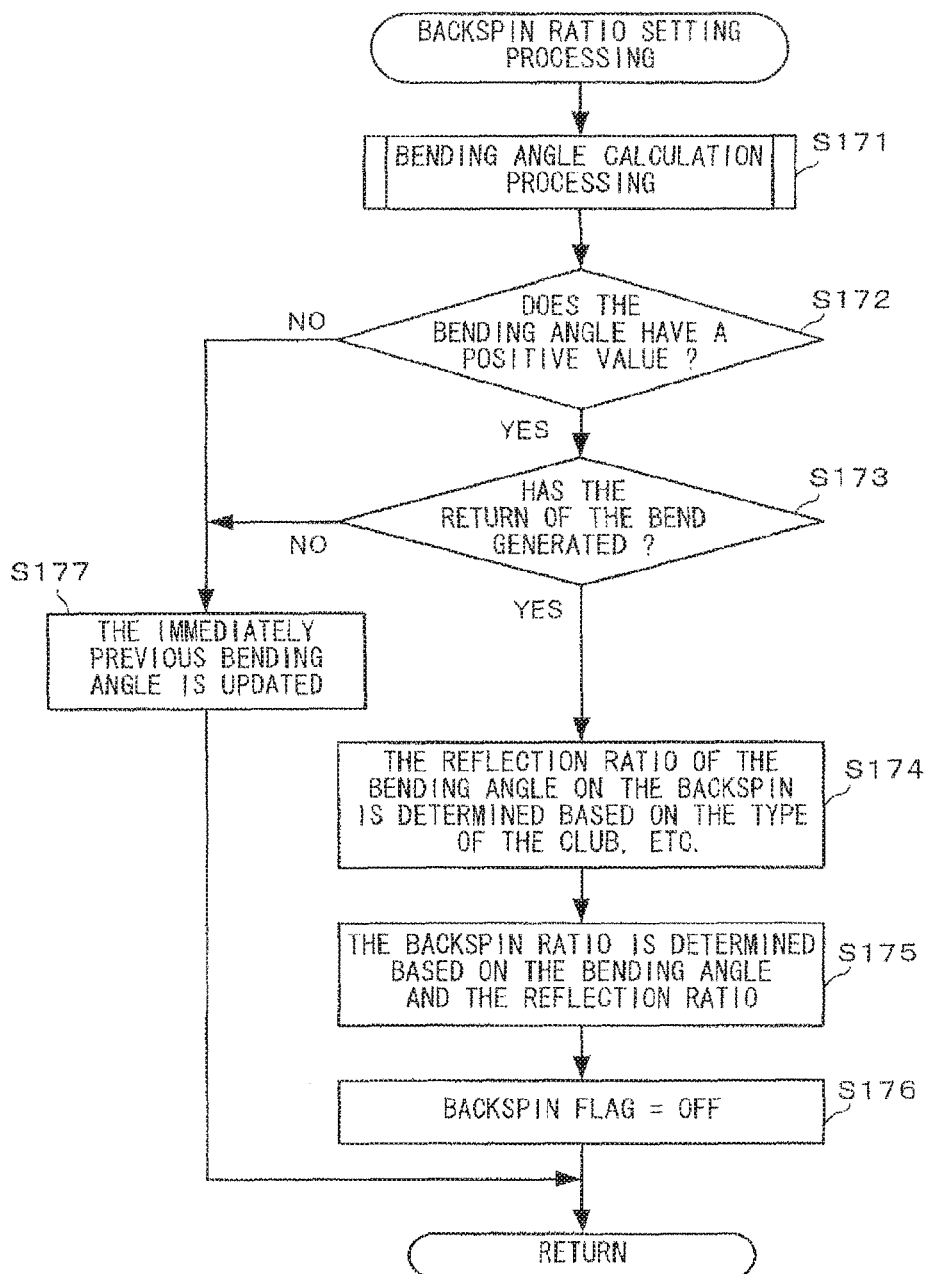 BACKSPIN RATIO SETTING
PROCESSING
S171
BENDING ANGLE CALCULATION
PROCESSING
S172
DOES THE
BENDING ANGLE HAVE A
POSITIVE VALUE ?
NO
YES
S173
HAS THE
RETURN OF THE BEND
GENERATED ?
NO
YES
S177
THE IMMEDIATELY
PREVIOUS BENDING
ANGLE IS UPDATED
S174
THE REFLECTION RATIO OF THE
BENDING ANGLE ON THE BACKSPIN
IS DETERMINED BASED ON THE TYPE
OF THE CLUB, ETC.
S175
THE BACKSPIN RATIO IS DETERMINED
BASED ON THE BENDING ANGLE
AND THE REFLECTION RATIO
S176
BACKSPIN FLAG = OFF
RETURN